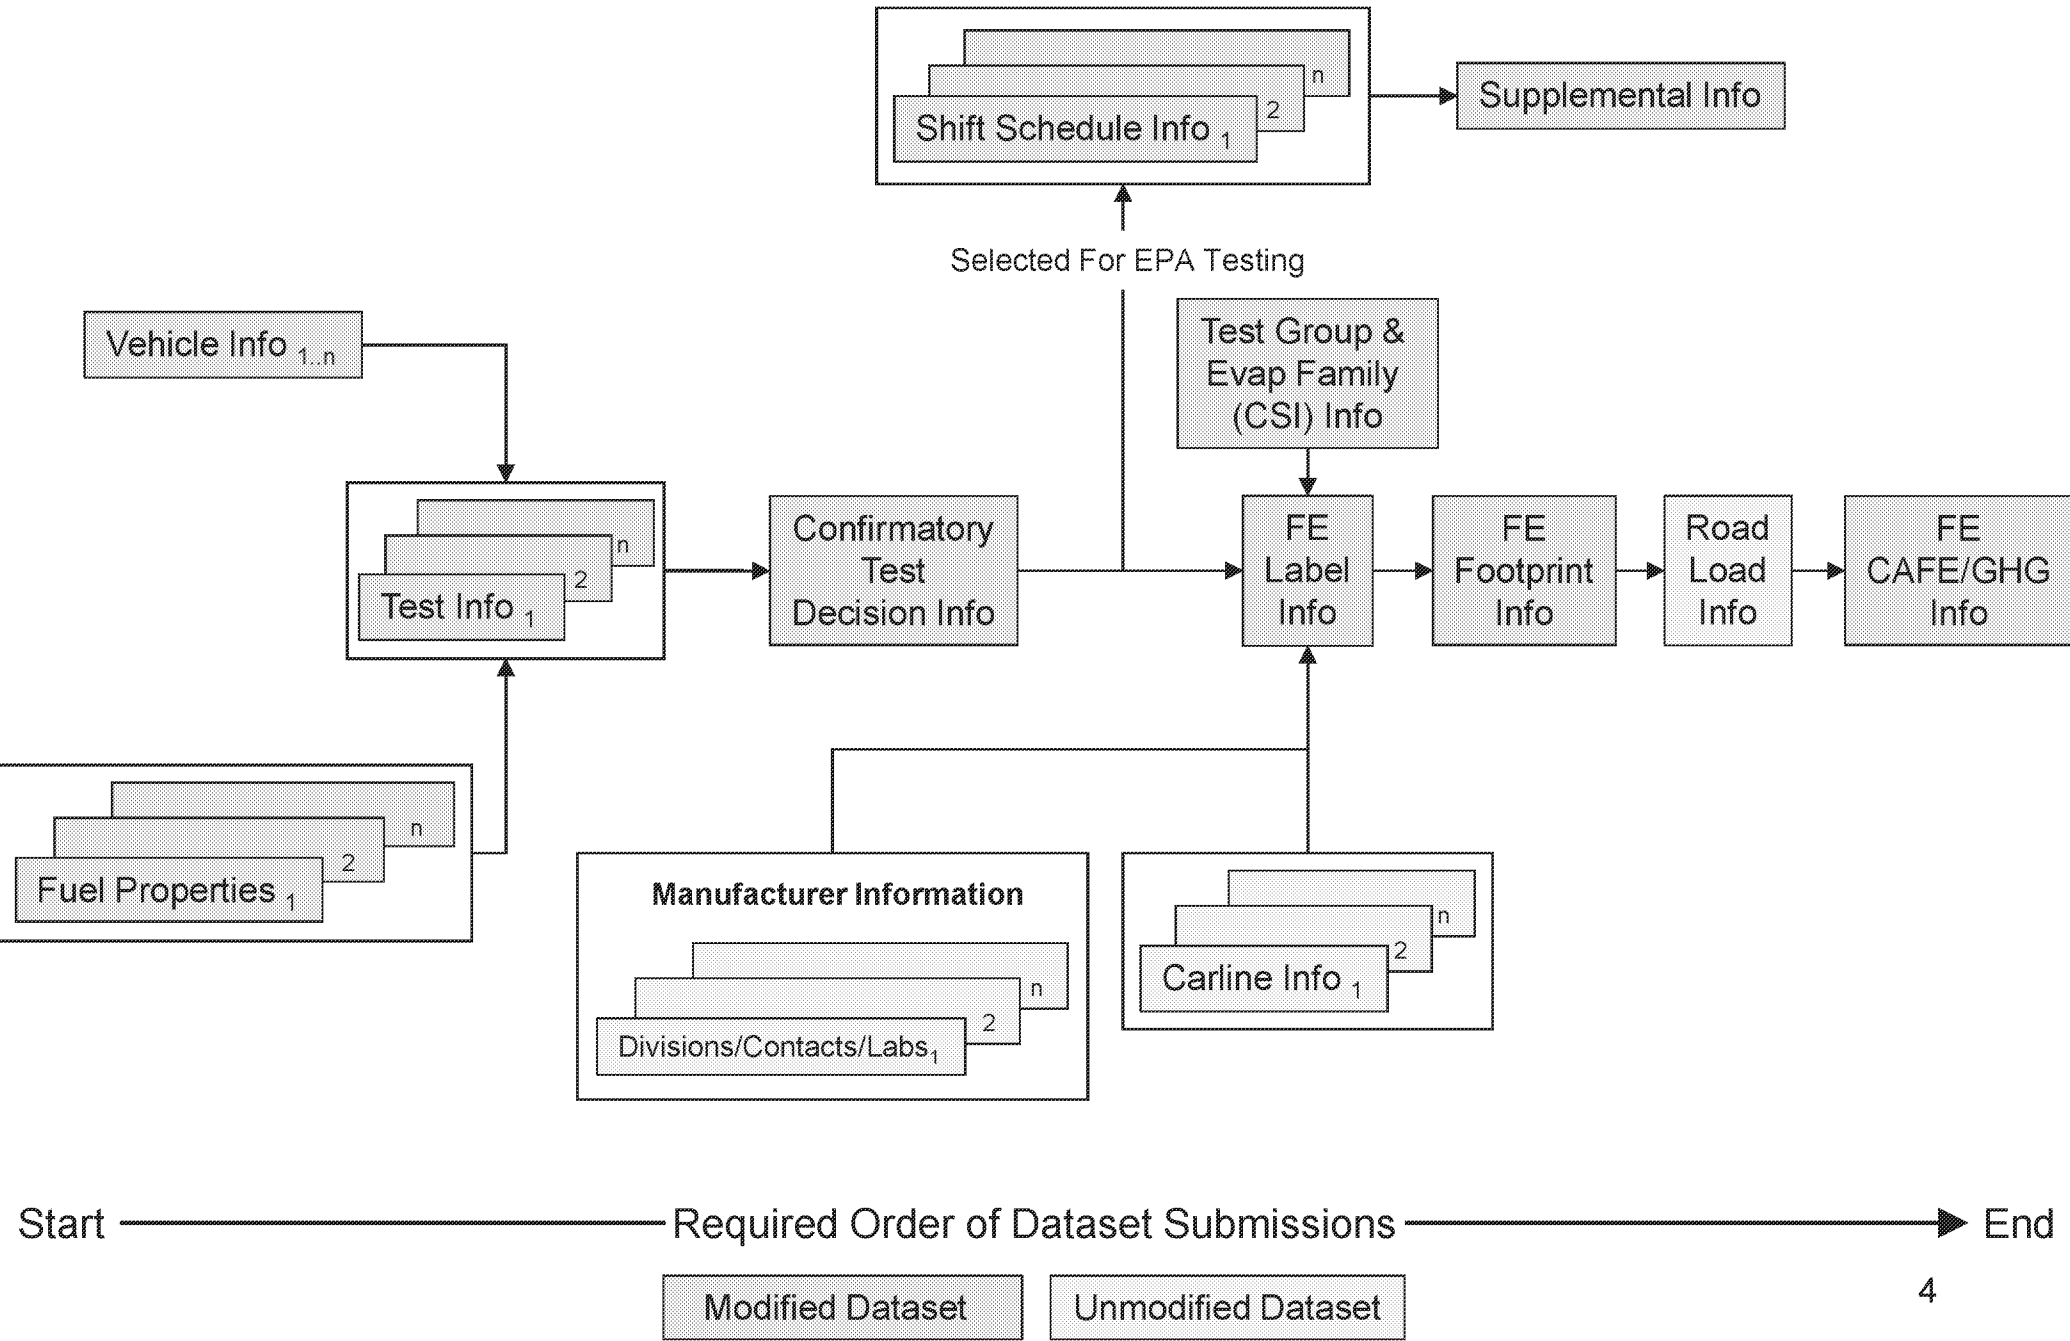 n
2
Shift Schedule Info 1
Supplemental Info
Selected For EPA Testing
Vehicle Info 1..n
Test Group &
Evap Family
(CSI) Info
n
2
Test Info 1
Confirmatory
Test
Decision Info
FE
Label
Info
FE
Footprint
Info
Road
Load
Info
FE
CAFE/GHG
Info
n
2
Fuel Properties 1
Manufacturer Information
n
2
Divisions/Contacts/Labs1
n
2
Carline Info 1
Start
Required Order of Dataset Submissions
End
Modified Dataset
Unmodified Dataset
4